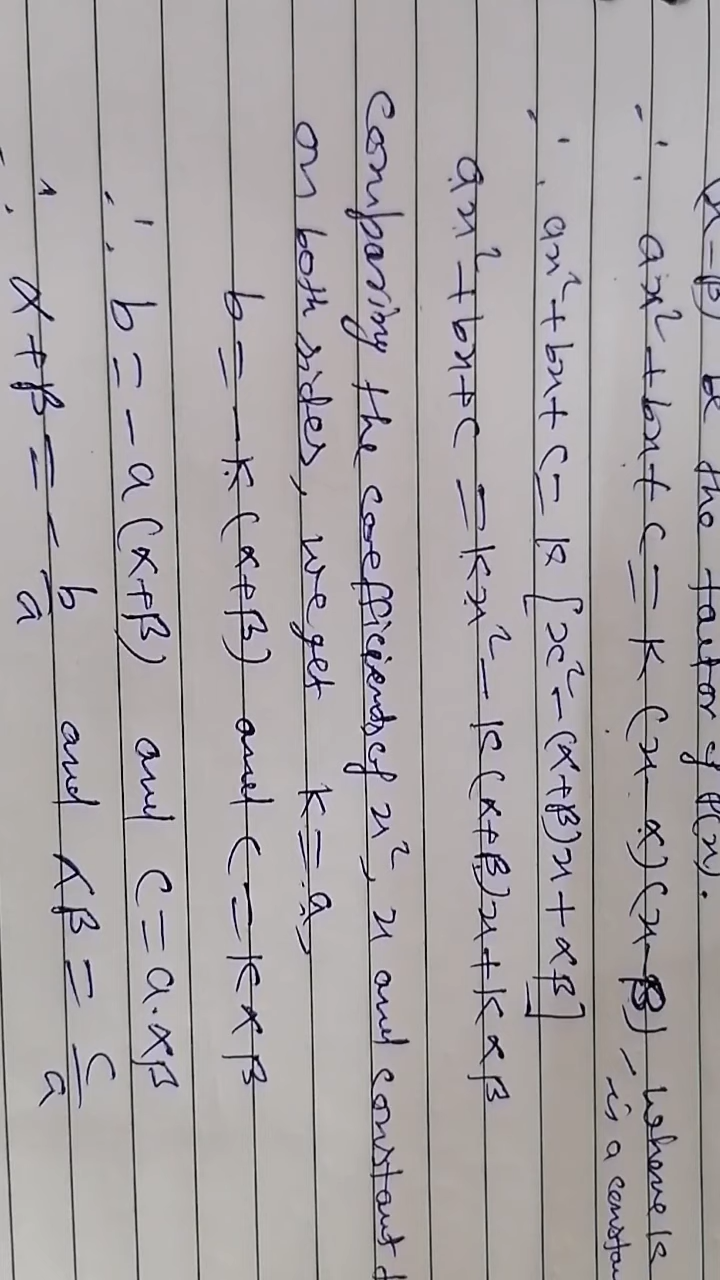 (x-β) be the factor of P(x).
∴ ax² + bx + c = K (x-α)(x-β), where K
is a constan
∴ ax² + bx + c = K [x² - (α+β)x + αβ]
ax² + bx + c = Kx² - K(α+β)x + Kαβ
Comparing the coefficients of x², x and constant
on both sides, we get K = a,
b = -K(α+β) and C = Kαβ
∴ b = -a(α+β) and C = a.αβ
∴ α+β = -b/a and αβ = c/a